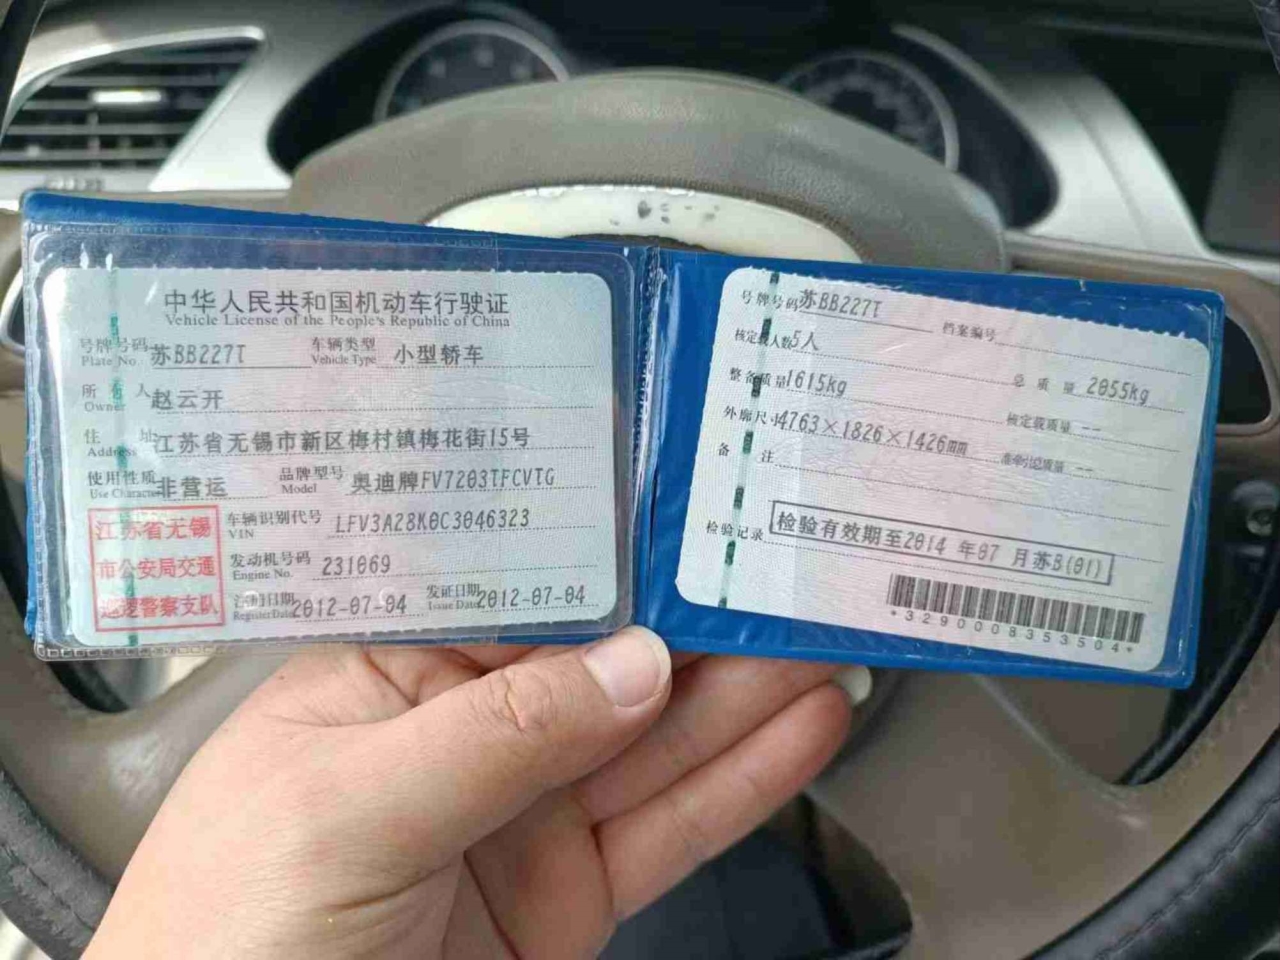 中华人民共和国机动车行驶证
Vehicle License of the People's Republic of China
号牌号码 苏BB227T 车辆类型 小型轿车
Plate No. Vehicle Type
所有人 赵云开
Owner
住址 江苏省无锡市新区梅村镇梅花街15号
Address
使用性质 非营运 品牌型号 奥迪牌FV7203TFCVTG
Use Character Model
江苏省无锡
市公安局交通
巡逻警察支队
车辆识别代号 LFV3A28K0C3046323
VIN
发动机号码 231069
Engine No.
注册日期 2012-07-04 发证日期 2012-07-04
Register Date Issue Date
号牌号码 苏BB227T 档案编号
核定载人数 5人 总质量 2055kg
整备质量 1615kg 核定载质量 --
外廓尺寸 4763×1826×1426mm 准牵引总质量 --
备注
检验记录 检验有效期至2014年07月苏B(01)
*3290008353504*